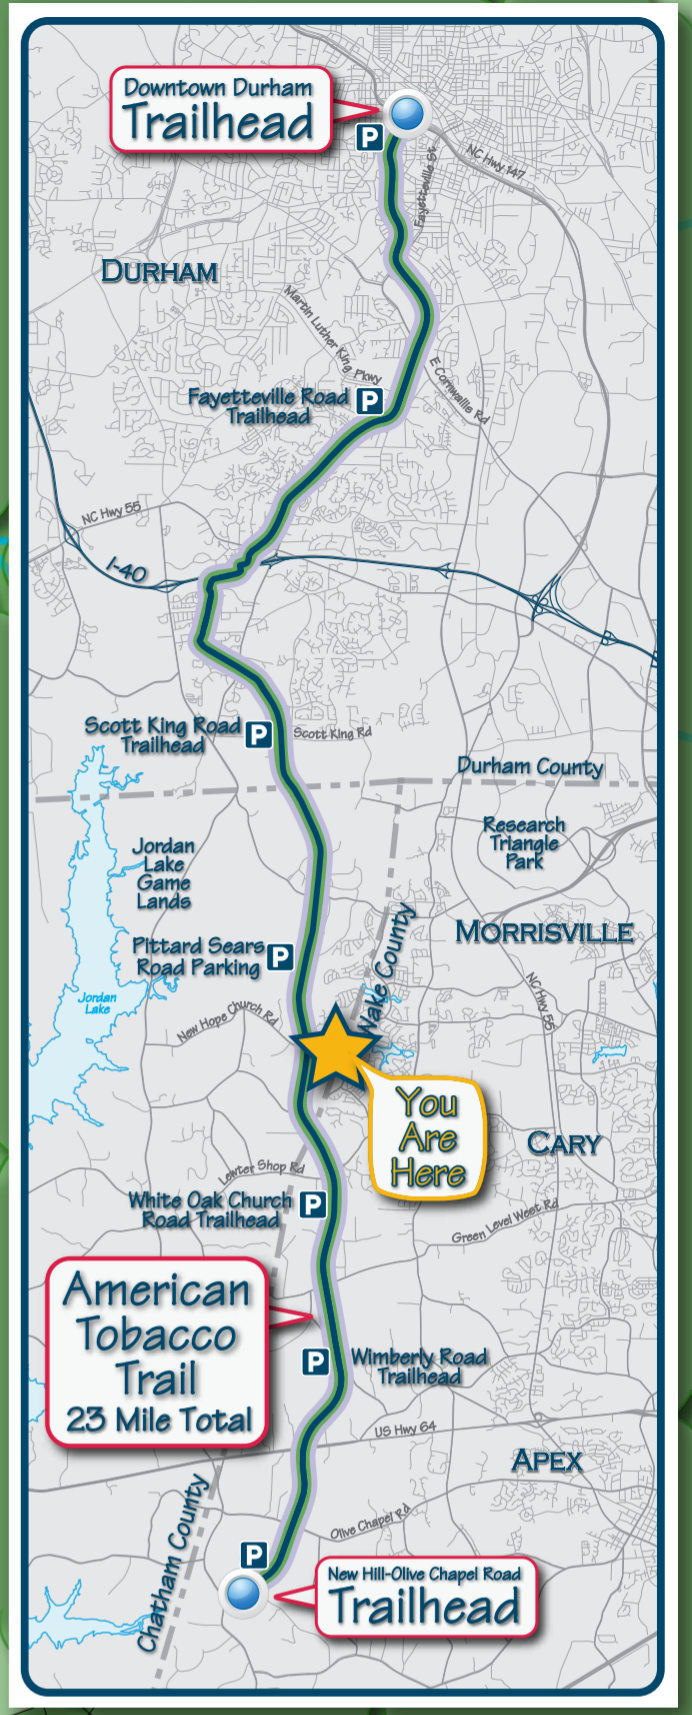 Downtown Durham
Trailhead
P
NC Hwy 147
Fayetteville St.
DURHAM
Martin Luther King Pkwy
E Cornwallis Rd
Fayetteville Road
Trailhead
P
NC Hwy 55
I-40
Scott King Road
Trailhead
P
Scott King Rd
Durham County
Research
Triangle
Park
Jordan
Lake
Game
Lands
MORRISVILLE
Pittard Sears
Road Parking
P
Wake County
Jordan
Lake
NC Hwy 55
New Hope Church Rd
You
Are
Here
CARY
Lewter Shop Rd
White Oak Church
Road Trailhead
P
Green Level West Rd
American
Tobacco
Trail
23 Mile Total
P
Wimberly Road
Trailhead
US Hwy 64
APEX
Chatham County
Olive Chapel Rd
P
New Hill-Olive Chapel Road
Trailhead